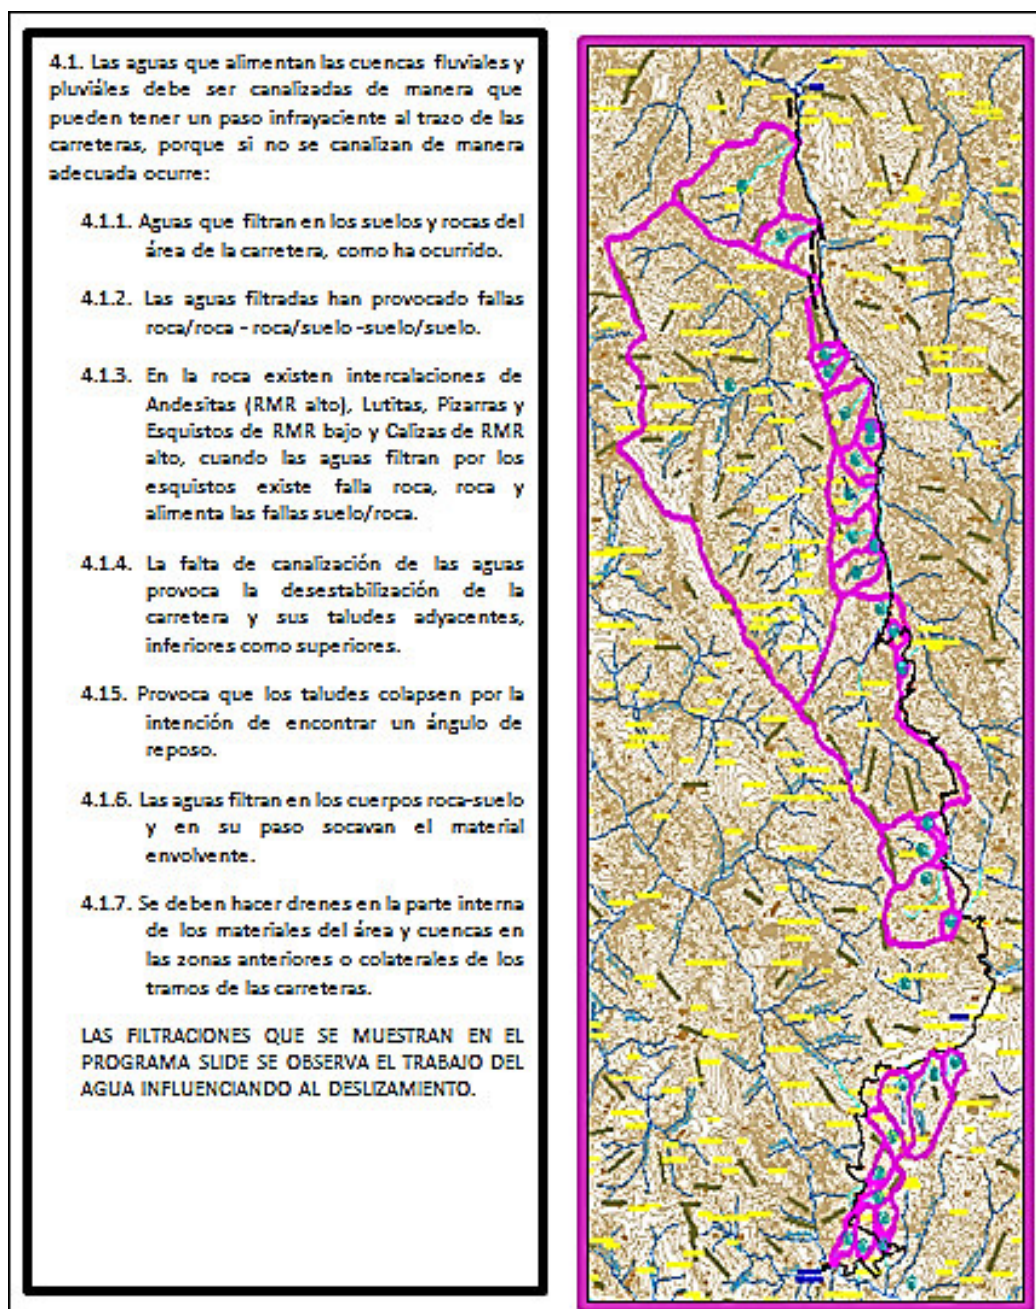 4.1. Las aguas que alimentan las cuencas fluviales y
pluviáles debe ser canalizadas de manera que
pueden tener un paso infrayaciente al trazo de las
carreteras, porque si no se canalizan de manera
adecuada ocurre:
4.1.1. Aguas que filtran en los suelos y rocas del
área de la carretera, como ha ocurrido.
4.1.2. Las aguas filtradas han provocado fallas
roca/roca - roca/suelo -suelo/suelo.
4.1.3. En la roca existen intercalaciones de
Andesitas (RMR alto), Lutitas, Pizarras y
Esquistos de RMR bajo y Calizas de RMR
alto, cuando las aguas filtran por los
esquistos existe falla roca, roca y
alimenta las fallas suelo/roca.
4.1.4. La falta de canalización de las aguas
provoca la desestabilización de la
carretera y sus taludes adyacentes,
inferiores como superiores.
4.15. Provoca que los taludes colapsen por la
intención de encontrar un ángulo de
reposo.
4.1.6. Las aguas filtran en los cuerpos roca-suelo
y en su paso socavan el material
envolvente.
4.1.7. Se deben hacer drenes en la parte interna
de los materiales del área y cuencas en
las zonas anteriores o colaterales de los
tramos de las carreteras.
LAS FILTRACIONES QUE SE MUESTRAN EN EL
PROGRAMA SLIDE SE OBSERVA EL TRABAJO DEL
AGUA INFLUENCIANDO AL DESLIZAMIENTO.